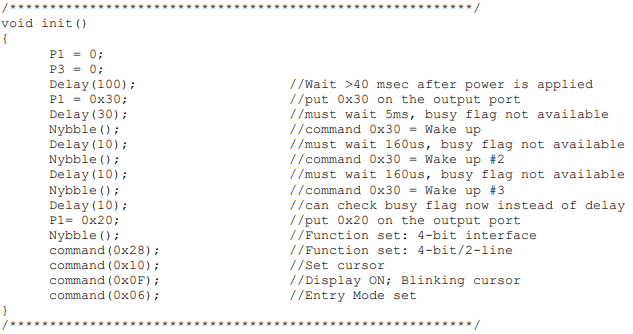 /**********************************************************/
void init()
{
P1 = 0;
P3 = 0;
Delay(100); //Wait >40 msec after power is applied
P1 = 0x30; //put 0x30 on the output port
Delay(30); //must wait 5ms, busy flag not available
Nybble(); //command 0x30 = Wake up
Delay(10); //must wait 160us, busy flag not available
Nybble(); //command 0x30 = Wake up #2
Delay(10); //must wait 160us, busy flag not available
Nybble(); //command 0x30 = Wake up #3
Delay(10); //can check busy flag now instead of delay
P1= 0x20; //put 0x20 on the output port
Nybble(); //Function set: 4-bit interface
command(0x28); //Function set: 4-bit/2-line
command(0x10); //Set cursor
command(0x0F); //Display ON; Blinking cursor
command(0x06); //Entry Mode set
}
/**********************************************************/